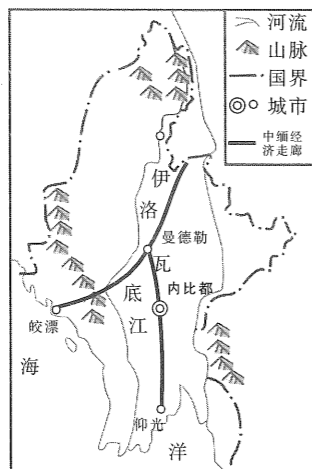 河流
山脉
国界
城市
中缅经
济走廊
伊
洛
瓦
底
江
曼德勒
内比都
皎漂
仰光
海
洋